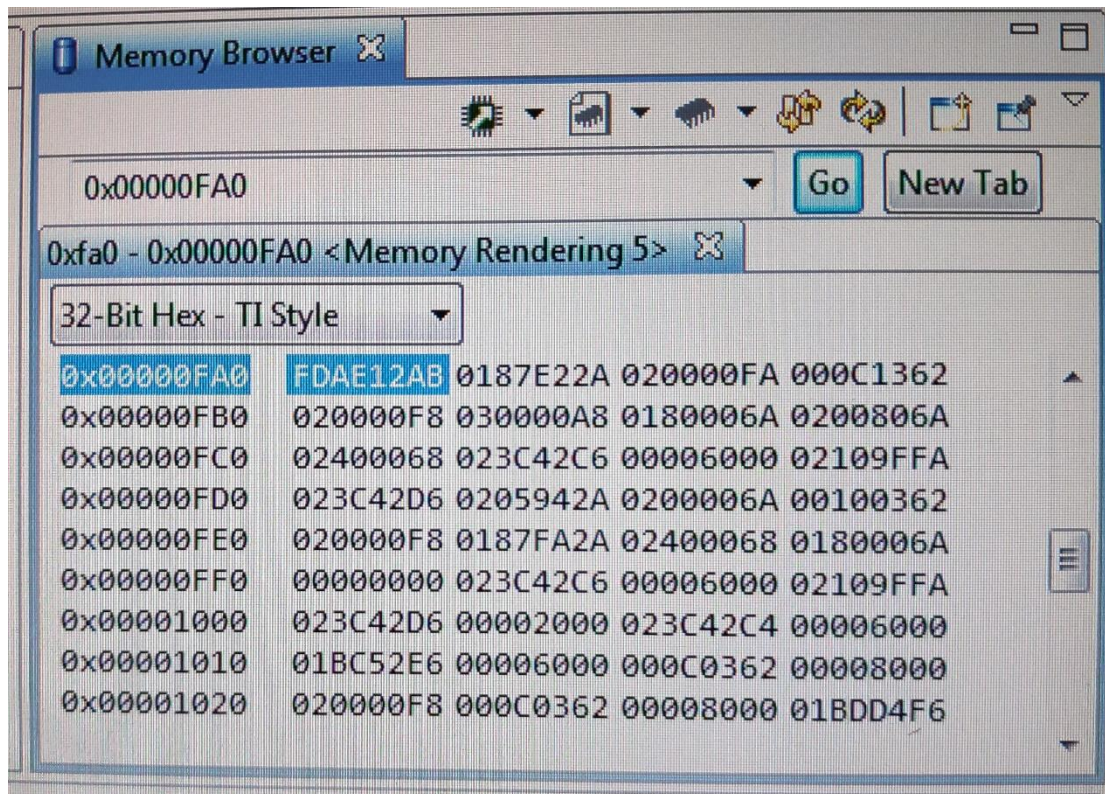 Memory Browser
0x00000FA0 Go New Tab
0xfa0 - 0x00000FA0 <Memory Rendering 5>
32-Bit Hex - TI Style
0x00000FA0 FDAE12AB 0187E22A 020000FA 000C1362
0x00000FB0 020000F8 030000A8 0180006A 0200806A
0x00000FC0 02400068 023C42C6 00006000 02109FFA
0x00000FD0 023C42D6 0205942A 0200006A 00100362
0x00000FE0 020000F8 0187FA2A 02400068 0180006A
0x00000FF0 00000000 023C42C6 00006000 02109FFA
0x00001000 023C42D6 00002000 023C42C4 00006000
0x00001010 01BC52E6 00006000 000C0362 00008000
0x00001020 020000F8 000C0362 00008000 01BDD4F6